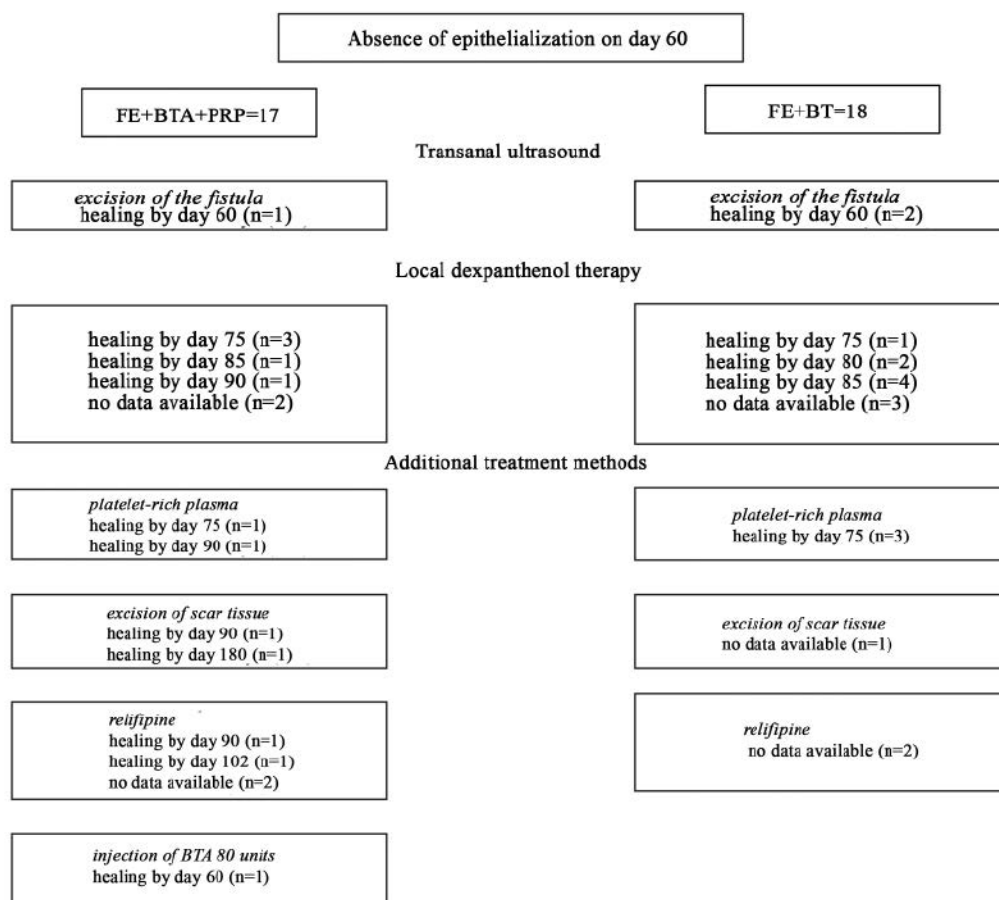 Absence of epithelialization on day 60
FE+BTA+PRP=17
FE+BT=18
Transanal ultrasound
excision of the fistula
healing by day 60 (n=1)
excision of the fistula
healing by day 60 (n=2)
Local dexpanthenol therapy
healing by day 75 (n=3)
healing by day 85 (n=1)
healing by day 90 (n=1)
no data available (n=2)
healing by day 75 (n=1)
healing by day 80 (n=2)
healing by day 85 (n=4)
no data available (n=3)
Additional treatment methods
platelet-rich plasma
healing by day 75 (n=1)
healing by day 90 (n=1)
platelet-rich plasma
healing by day 75 (n=3)
excision of scar tissue
healing by day 90 (n=1)
healing by day 180 (n=1)
excision of scar tissue
no data available (n=1)
relifipine
healing by day 90 (n=1)
healing by day 102 (n=1)
no data available (n=2)
relifipine
no data available (n=2)
injection of BTA 80 units
healing by day 60 (n=1)